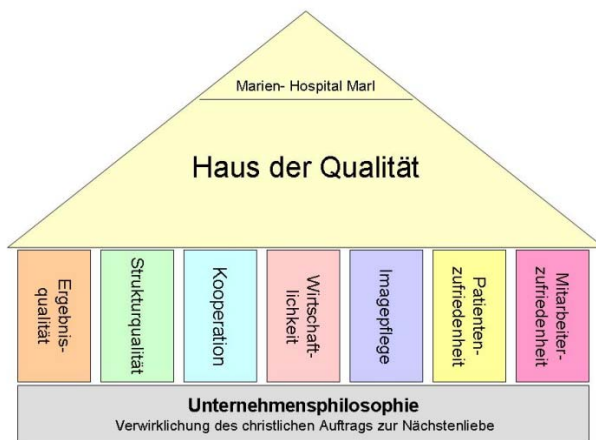 Marien- Hospital Marl
Haus der Qualität
Ergebnis-
qualität
Strukturqualität
Kooperation
Wirtschaft-
lichkeit
Imagepflege
Patienten-
zufriedenheit
Mitarbeiter-
zufriedenheit
Unternehmensphilosophie
Verwirklichung des christlichen Auftrags zur Nächstenliebe